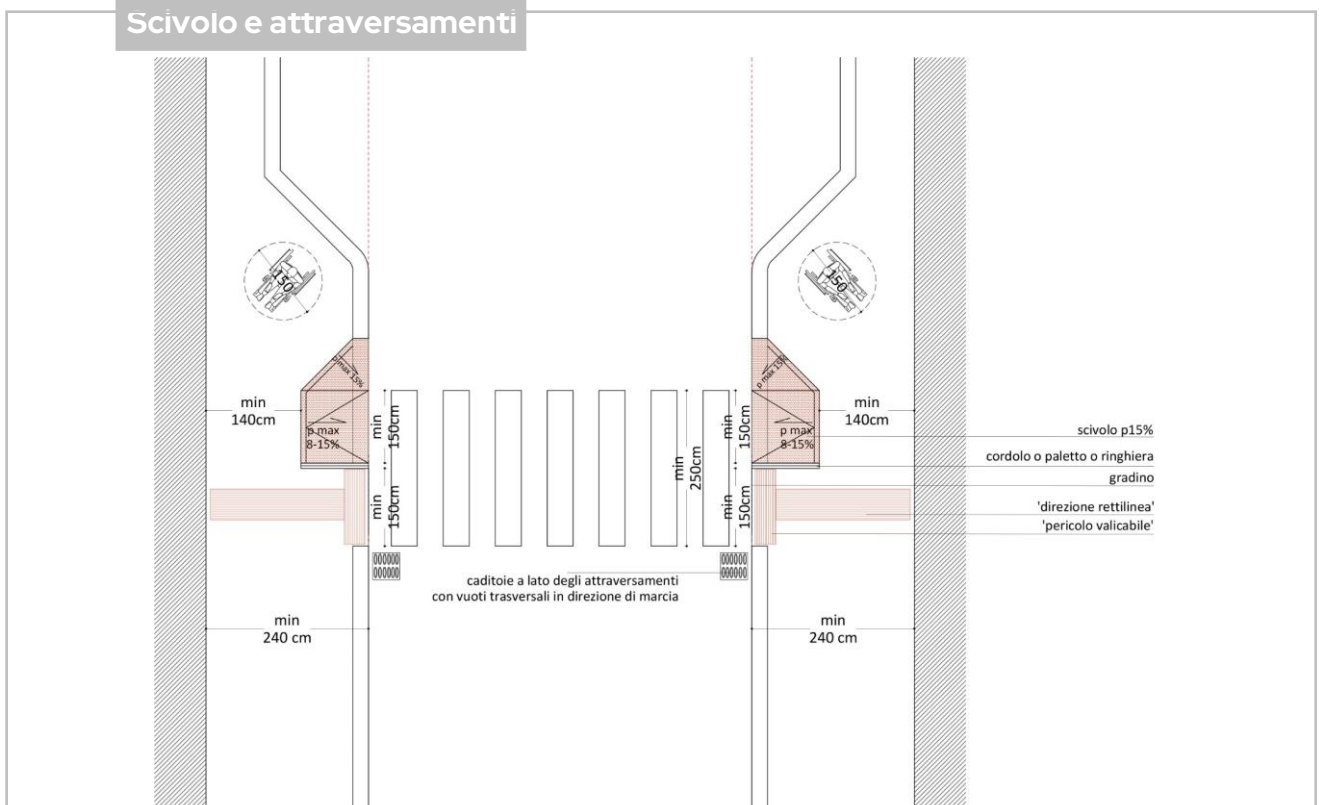 Scivolo e attraversamenti
150
150
p max 15%
p max 15%
min
140cm
p max
8-15%
min
150cm
min
250cm
min
150cm
p max
8-15%
min
140cm
scivolo p15%
cordolo o paletto o ringhiera
gradino
'direzione rettilinea'
'pericolo valicabile'
min
150cm
min
150cm
caditoie a lato degli attraversamenti
con vuoti trasversali in direzione di marcia
min
240 cm
min
240 cm